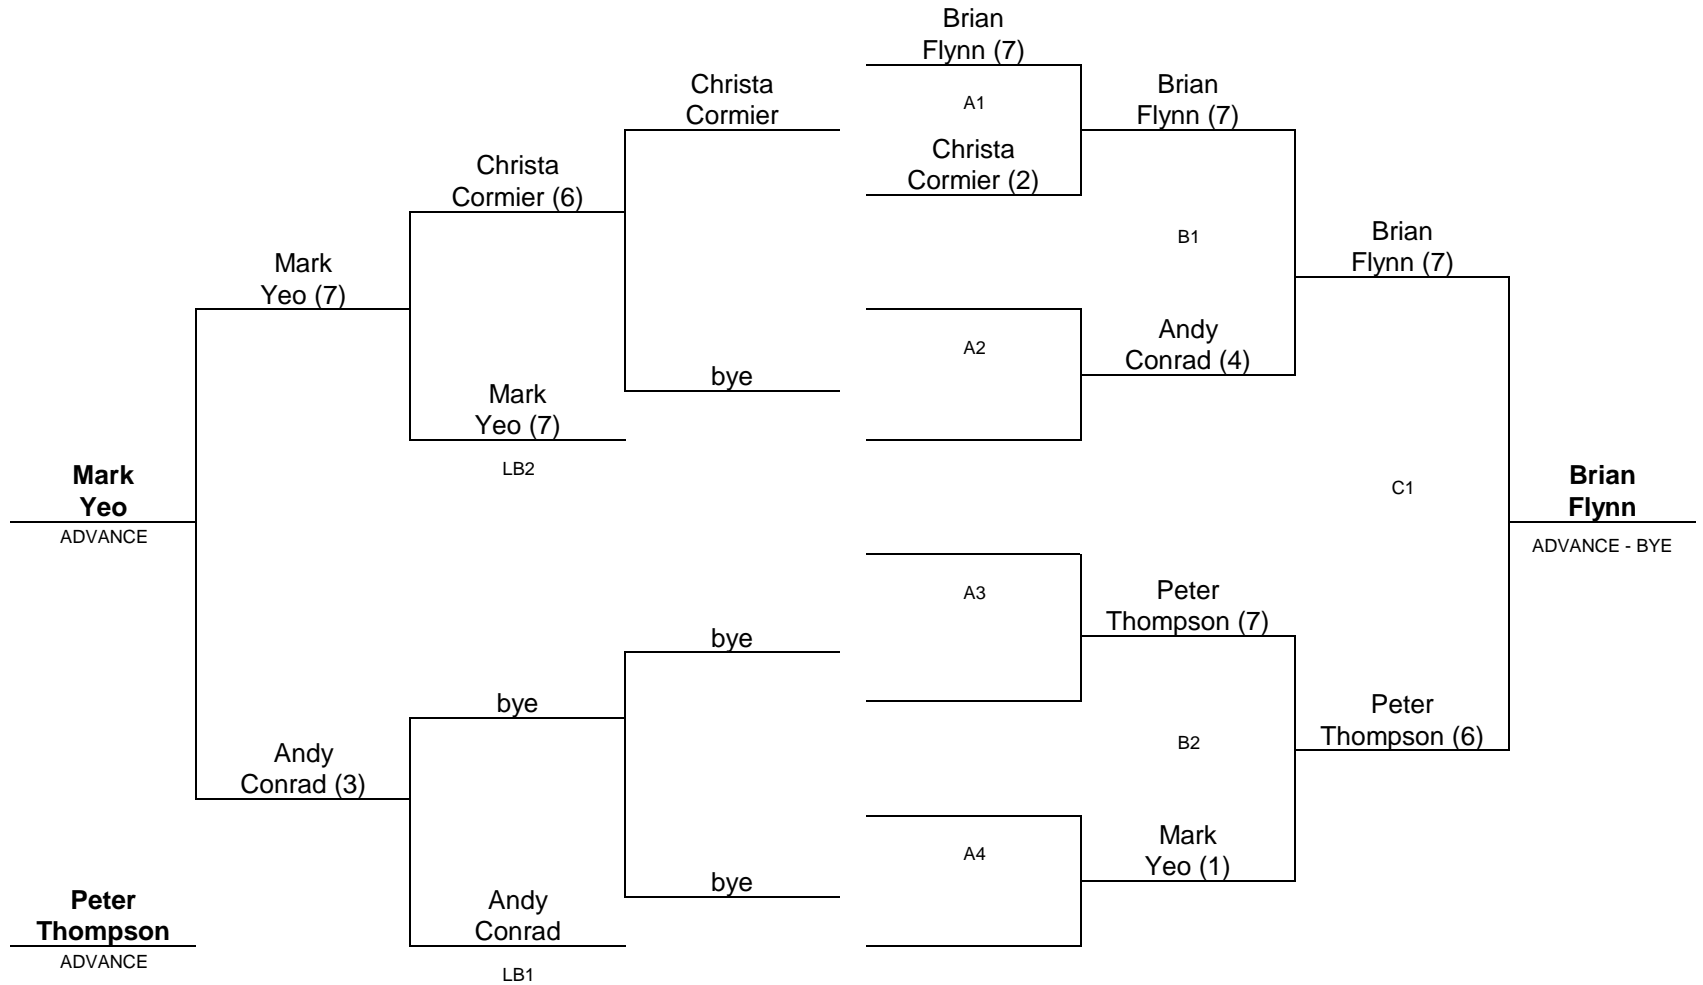 Brian
Flynn (7)
Christa
Cormier
Brian
Flynn (7)
A1
Christa
Cormier (2)
Christa
Cormier (6)
B1
Brian
Flynn (7)
Mark
Yeo (7)
Andy
Conrad (4)
A2
bye
Mark
Yeo (7)
LB2
Mark
Yeo
ADVANCE
C1
Brian
Flynn
ADVANCE - BYE
A3
Peter
Thompson (7)
bye
bye
Peter
Thompson (6)
B2
Andy
Conrad (3)
A4
Mark
Yeo (1)
bye
Peter
Thompson
ADVANCE
Andy
Conrad
LB1